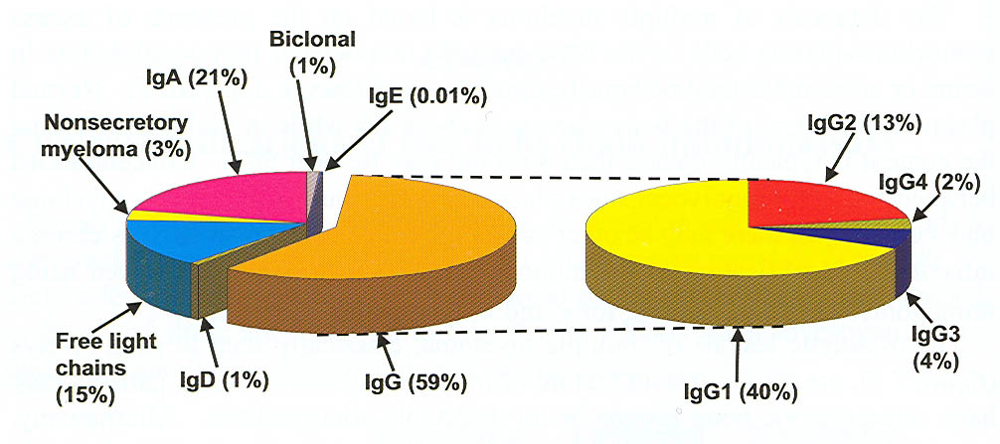 Biclonal
(1%)
IgA (21%)
IgE (0.01%)
Nonsecretory
myeloma (3%)
IgG2 (13%)
IgG4 (2%)
Free light
chains
(15%)
IgD (1%)
IgG (59%)
IgG1 (40%)
IgG3
(4%)